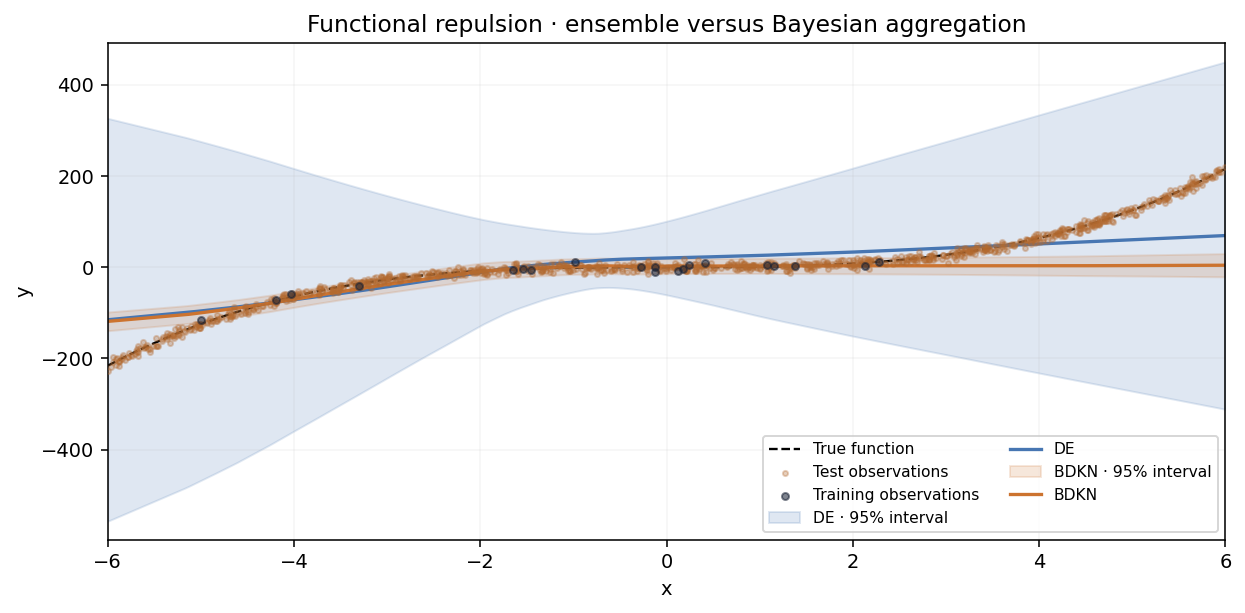 Functional repulsion · ensemble versus Bayesian aggregation
y
400
200
0
−200
−400
−6
−4
−2
0
2
4
6
x
True function
Test observations
Training observations
DE · 95% interval
DE
BDKN · 95% interval
BDKN